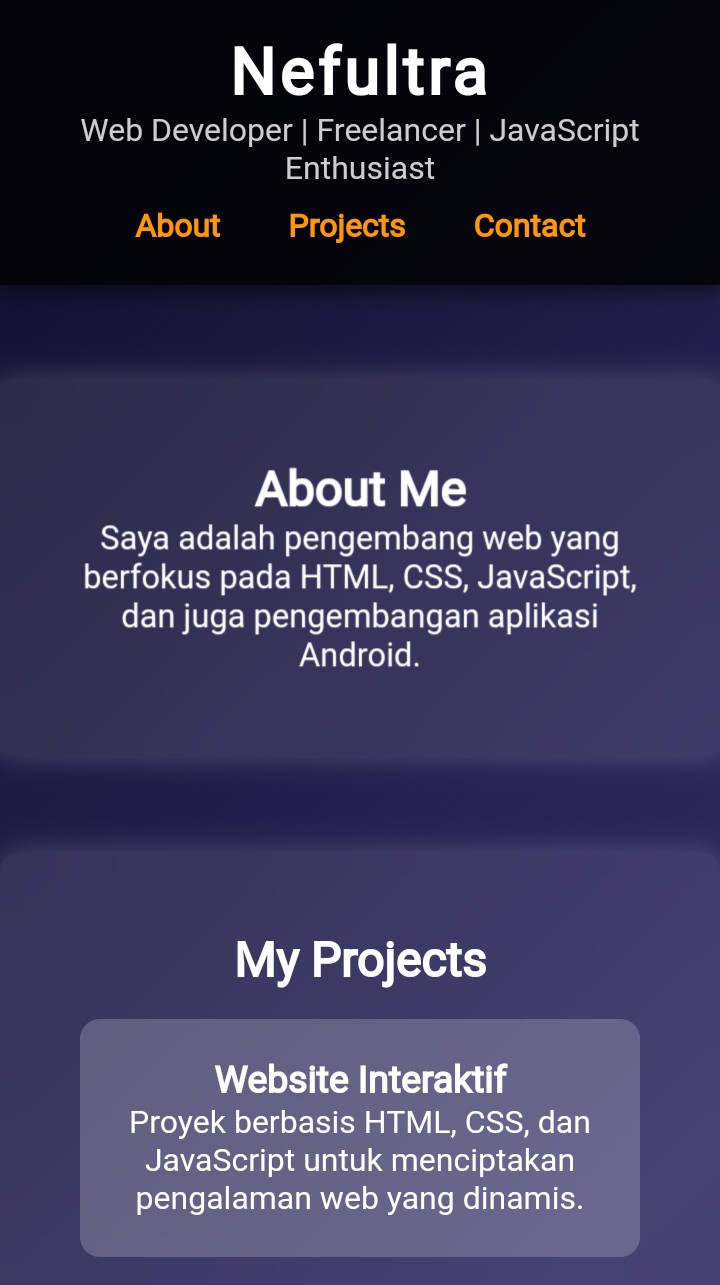 Nefultra
Web Developer | Freelancer | JavaScript
Enthusiast
About Projects Contact
About Me
Saya adalah pengembang web yang
berfokus pada HTML, CSS, JavaScript,
dan juga pengembangan aplikasi
Android.
My Projects
Website Interaktif
Proyek berbasis HTML, CSS, dan
JavaScript untuk menciptakan
pengalaman web yang dinamis.